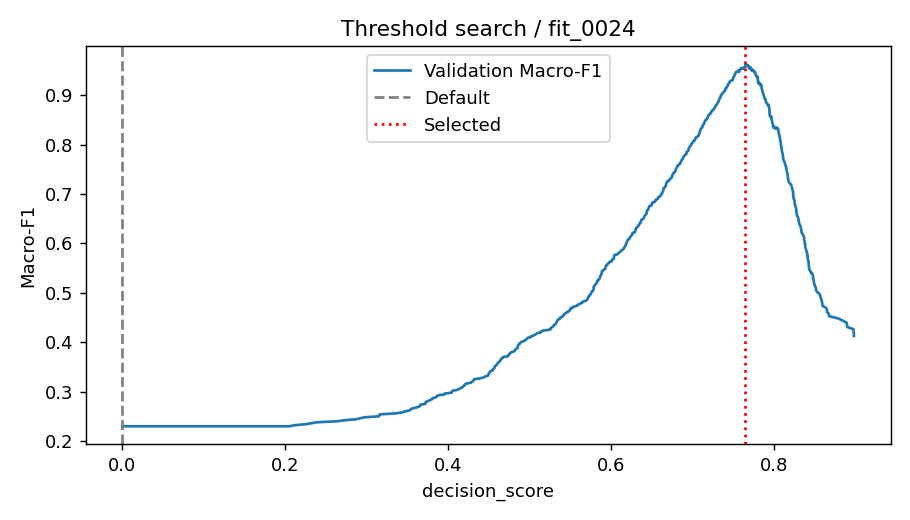 Threshold search / fit_0024
Validation Macro-F1
Default
Selected
Macro-F1
0.9
0.8
0.7
0.6
0.5
0.4
0.3
0.2
0.0 0.2 0.4 0.6 0.8
decision_score